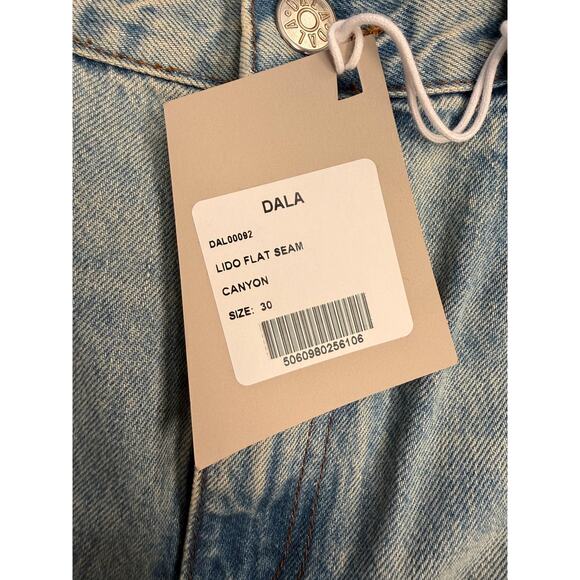 DALA
DAL00092
LIDO FLAT SEAM
CANYON
SIZE: 30
5060980256106